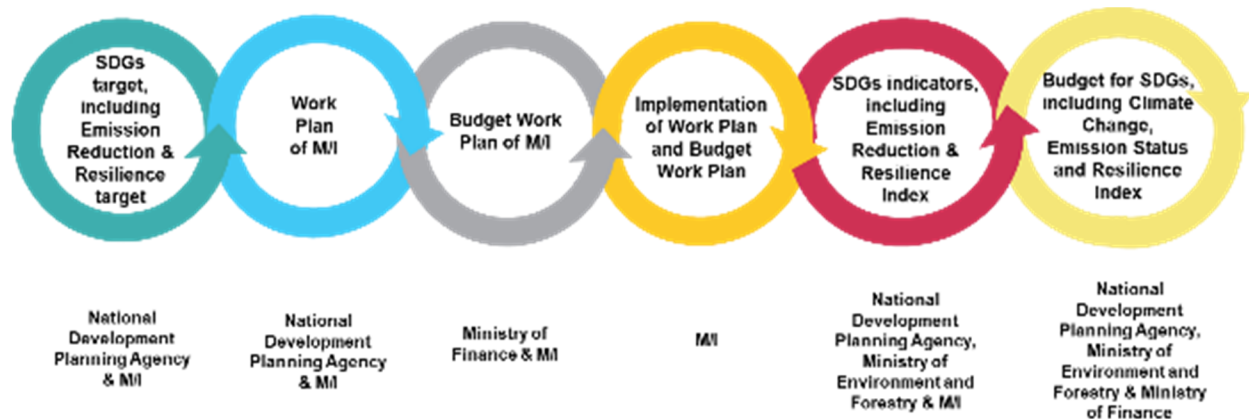 SDGs
target,
including
Emission
Reduction &
Resilience
target
Work
Plan
of M/I
Budget Work
Plan of M/I
Implementation
of Work Plan
and Budget
Work Plan
SDGs indicators,
including
Emission
Reduction &
Resilience
Index
Budget for SDGs,
including Climate
Change,
Emission Status
and Resilience
Index
National
Development
Planning Agency
& M/I
National
Development
Planning Agency
& M/I
Ministry of
Finance & M/I
M/I
National
Development
Planning Agency,
Ministry of
Environment and
Forestry & M/I
National
Development
Planning Agency,
Ministry of
Environment and
Forestry & Ministry
of Finance